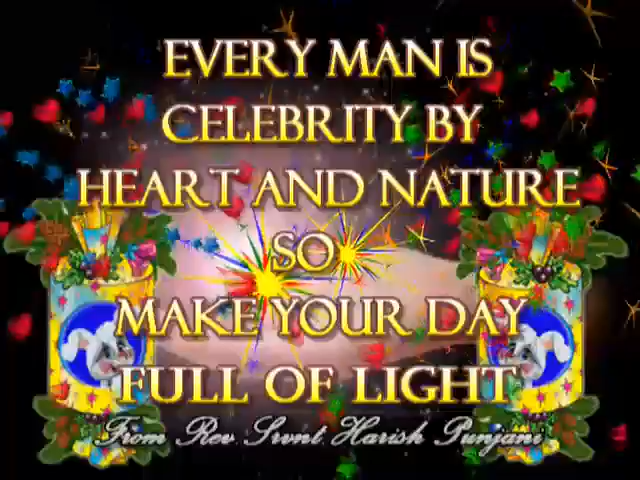 EVERY MAN IS
CELEBRITY BY
HEART AND NATURE
SO
MAKE YOUR DAY
FULL OF LIGHT
From Rev Srvnt Harish Punjani